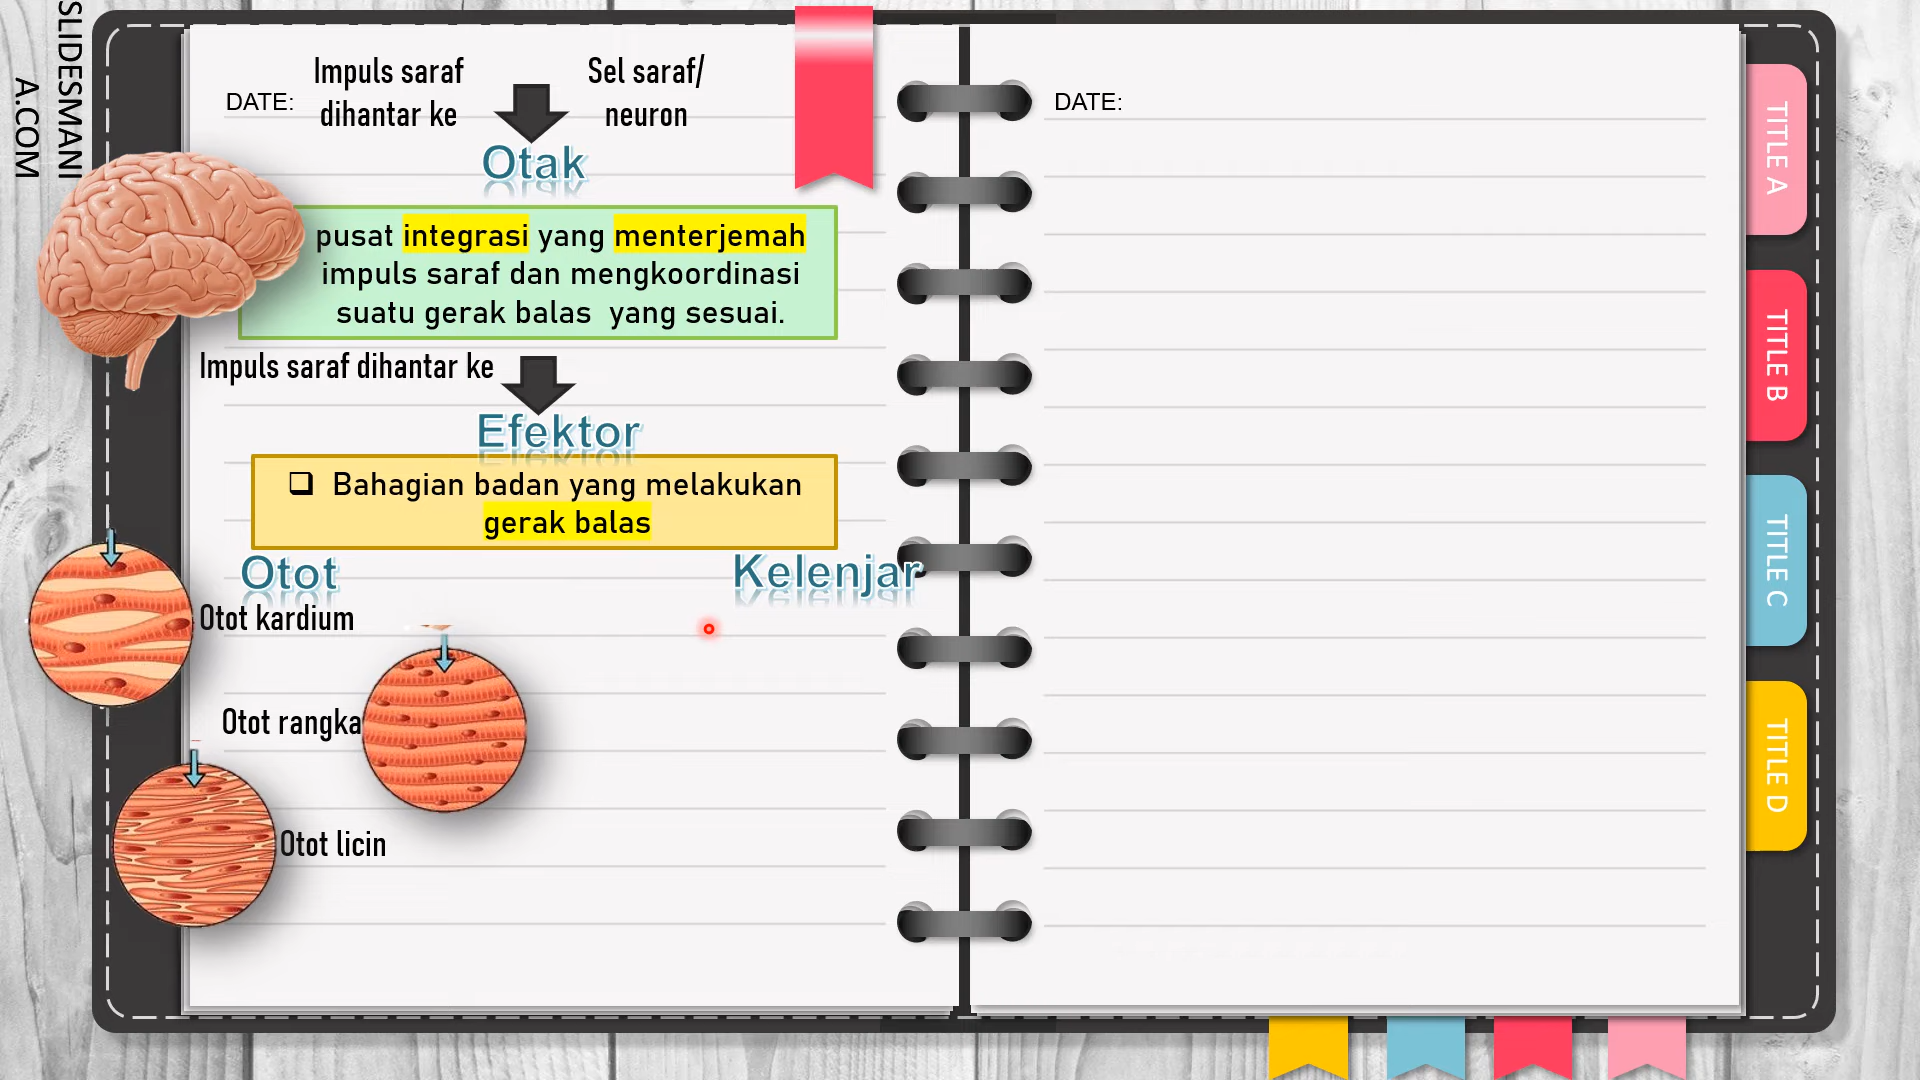 SLIDESMANI
A.COM
DATE:
Impuls saraf
dihantar ke
Sel saraf/
neuron
Otak
pusat integrasi yang menterjemah
impuls saraf dan mengkoordinasi
suatu gerak balas yang sesuai.
Impuls saraf dihantar ke
Efektor
❑ Bahagian badan yang melakukan
gerak balas
Otot
Kelenjar
Otot kardium
Otot rangka
Otot licin
DATE:
TITLE A
TITLE B
TITLE C
TITLE D